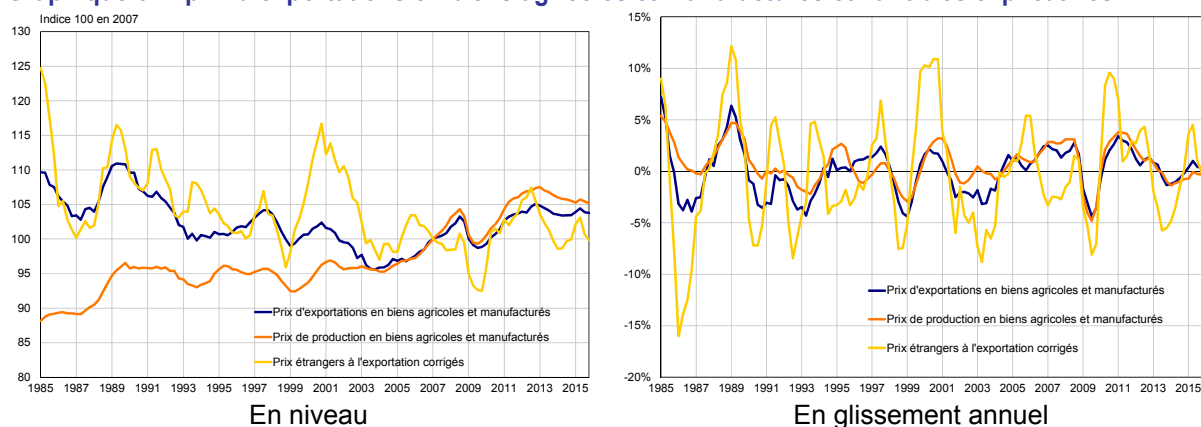 Indice 100 en 2007
130
125
120
115
110
105
100
95
90
85
80
Prix d'exportations en biens agricoles et manufacturés
Prix de production en biens agricoles et manufacturés
Prix étrangers à l'exportation corrigés
1985 1987 1989 1991 1993 1995 1997 1999 2001 2003 2005 2007 2009 2011 2013 2015
En niveau
15%
10%
5%
0%
-5%
-10%
-15%
-20%
Prix d'exportations en biens agricoles et manufacturés
Prix de production en biens agricoles et manufacturés
Prix étrangers à l'exportation corrigés
1985 1987 1989 1991 1993 1995 1997 1999 2001 2003 2005 2007 2009 2011 2013 2015
En glissement annuel